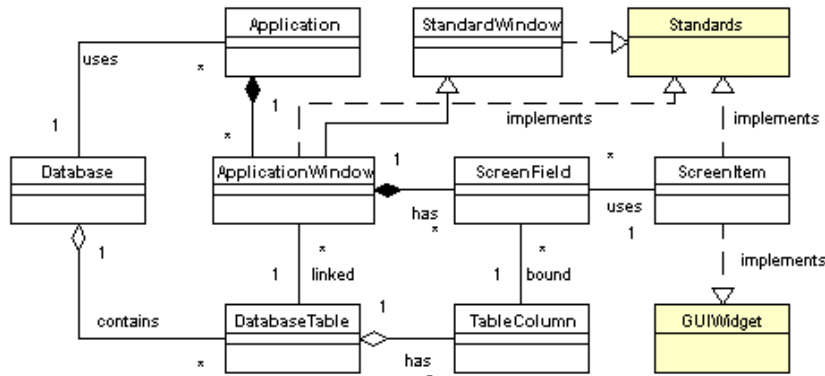 Application
StandardWindow
Standards
uses
*
1
implements
implements
1
*
*
Database
ApplicationWindow
1
ScreenField
ScreenItem
has
*
uses
1
1
*
*
1
linked
1
bound
implements
contains
DatabaseTable
1
TableColumn
GUIWidget
*
has